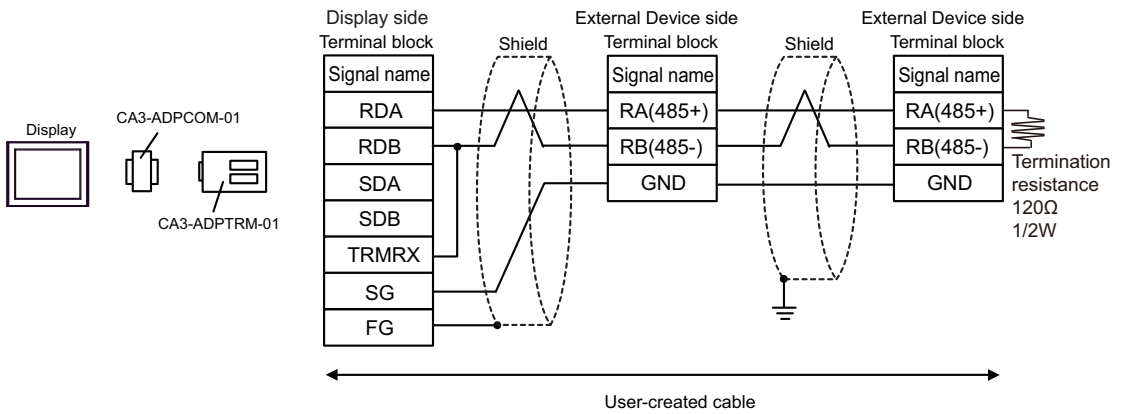 Display side
Terminal block
Signal name
RDA
RDB
SDA
SDB
TRMRX
SG
FG
Shield
External Device side
Terminal block
Signal name
RA(485+)
RB(485-)
GND
Shield
External Device side
Terminal block
Signal name
RA(485+)
RB(485-)
GND
Termination
resistance
120Ω
1/2W
Display
CA3-ADPCOM-01
CA3-ADPTRM-01
User-created cable